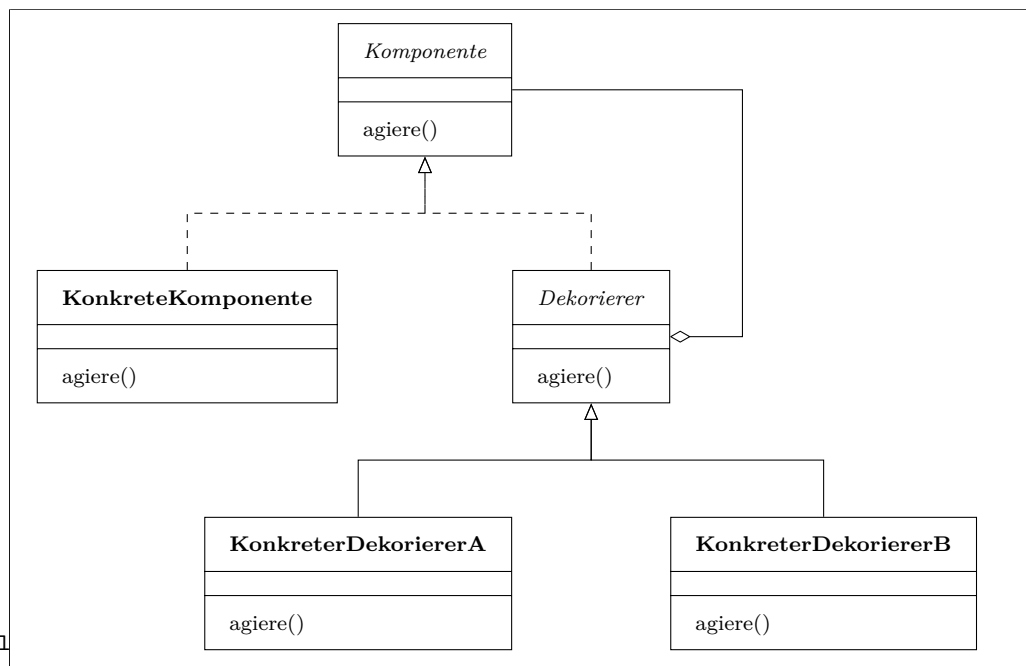 Komponente
agiere()
KonkreteKomponente
Dekorierer
agiere()
agiere()
KonkreterDekoriererA
KonkreterDekoriererB
agiere()
agiere()